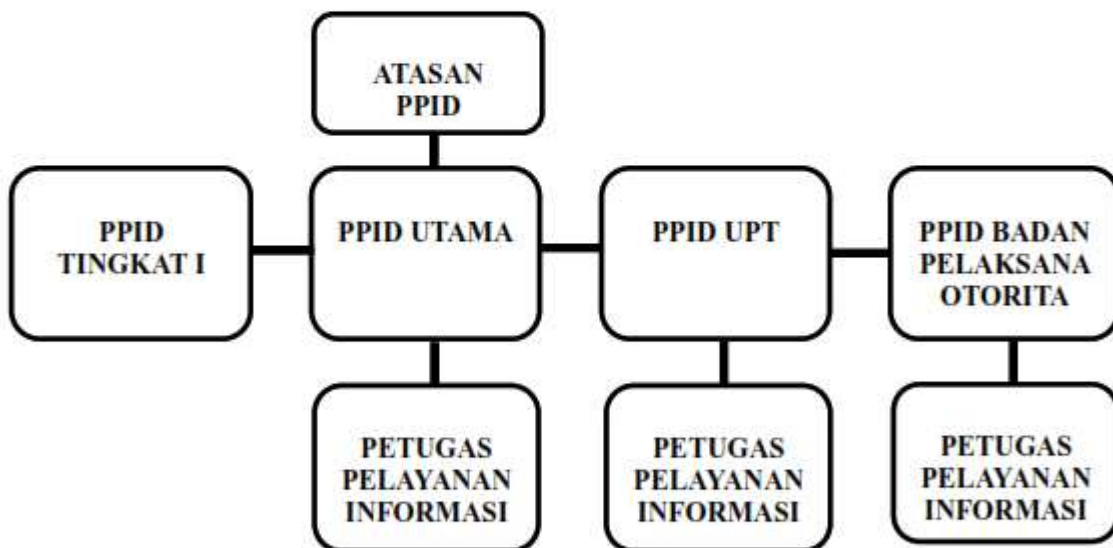 ATASAN
PPID
PPID
TINGKAT I
PPID UTAMA
PPID UPT
PPID BADAN
PELAKSANA
OTORITA
PETUGAS
PELAYANAN
INFORMASI
PETUGAS
PELAYANAN
INFORMASI
PETUGAS
PELAYANAN
INFORMASI